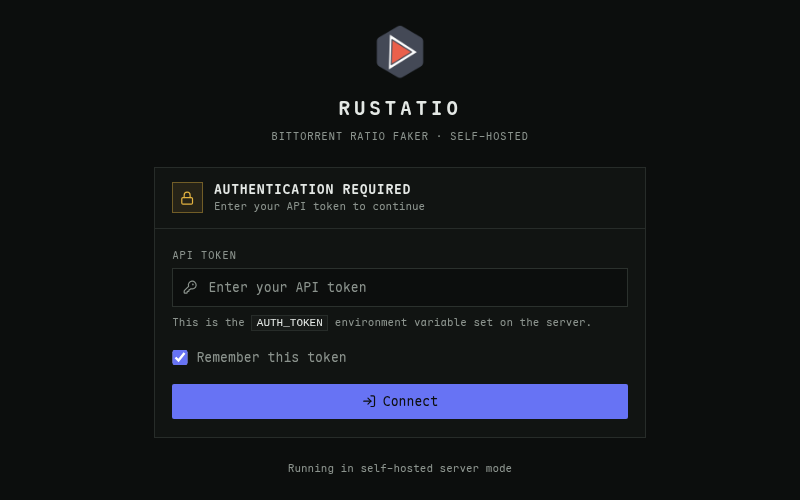 RUSTATIO
BITTORRENT RATIO FAKER · SELF-HOSTED
AUTHENTICATION REQUIRED
Enter your API token to continue
API TOKEN
Enter your API token
This is the AUTH_TOKEN environment variable set on the server.
Remember this token
Connect
Running in self-hosted server mode